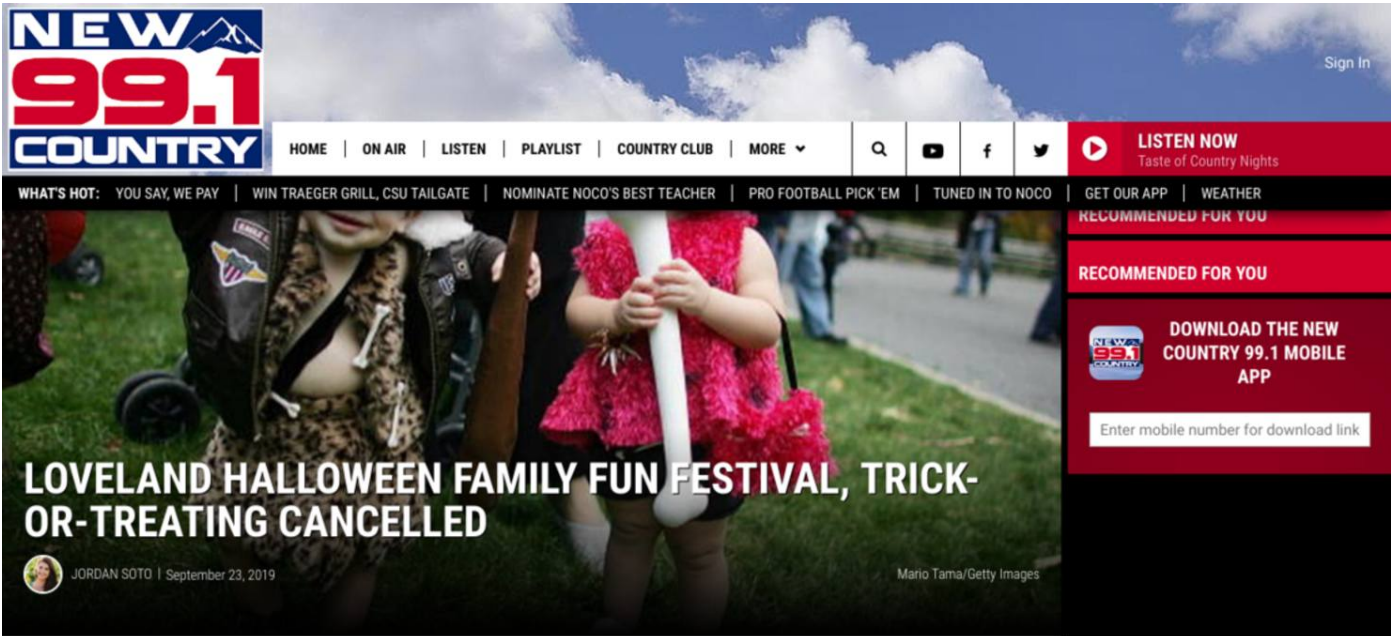 NEW
99.1
COUNTRY
Sign In
HOME | ON AIR | LISTEN | PLAYLIST | COUNTRY CLUB | MORE
LISTEN NOW
Taste of Country Nights
WHAT'S HOT: YOU SAY, WE PAY | WIN TRAEGER GRILL, CSU TAILGATE | NOMINATE NOCO'S BEST TEACHER | PRO FOOTBALL PICK 'EM | TUNED IN TO NOCO | GET OUR APP | WEATHER
RECOMMENDED FOR YOU
RECOMMENDED FOR YOU
NEW
99.1
COUNTRY
DOWNLOAD THE NEW
COUNTRY 99.1 MOBILE
APP
Enter mobile number for download link
LOVELAND HALLOWEEN FAMILY FUN FESTIVAL, TRICK-
OR-TREATING CANCELLED
JORDAN SOTO | September 23, 2019
Mario Tama/Getty Images